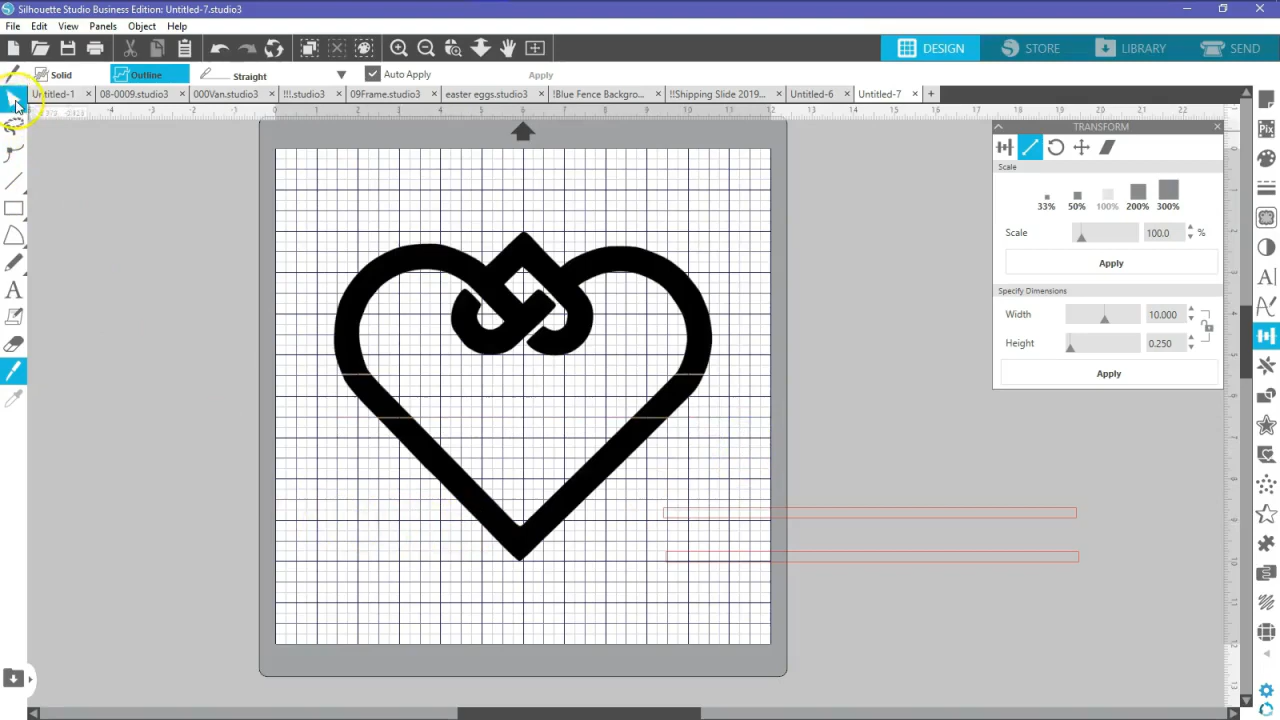 Silhouette Studio Business Edition: Untitled-7.studio3
File Edit View Panels Object Help
DESIGN STORE LIBRARY SEND
Solid Outline Straight Auto Apply Apply
Untitled-1 08-0009.studio3 000Van.studio3 !!!.studio3 09Frame.studio3 easter eggs.studio3 !Blue Fence Backgro... !!Shipping Slide 2019... Untitled-6 Untitled-7
TRANSFORM
Scale
33% 50% 100% 200% 300%
Scale 100.0 %
Apply
Specify Dimensions
Width 10.000
Height 0.250
Apply